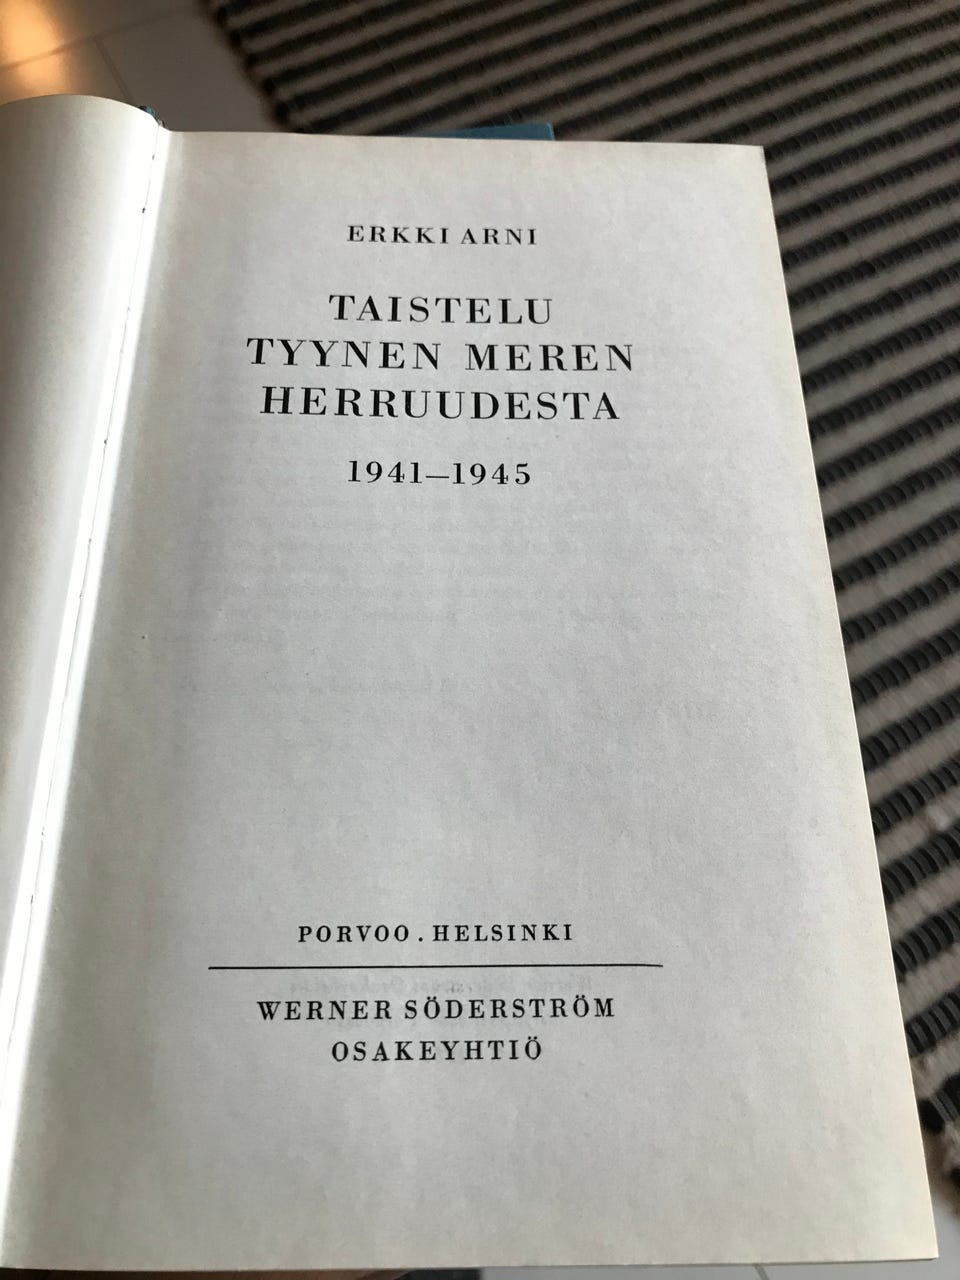 ERKKI ARNI
TAISTELU
TYYNEN MEREN
HERRUUDESTA
1941—1945
PORVOO . HELSINKI
WERNER SÖDERSTRÖM
OSAKEYHTIÖ